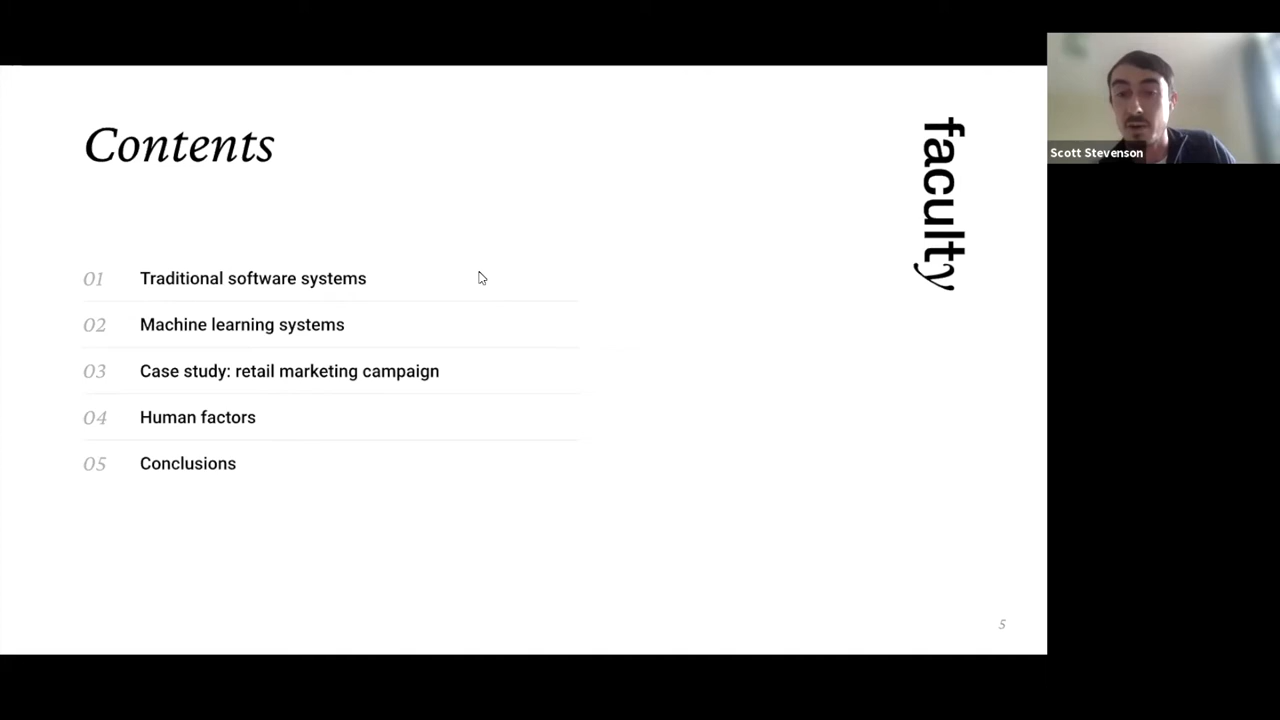 Contents
faculty
Scott Stevenson
01 Traditional software systems
02 Machine learning systems
03 Case study: retail marketing campaign
04 Human factors
05 Conclusions
5